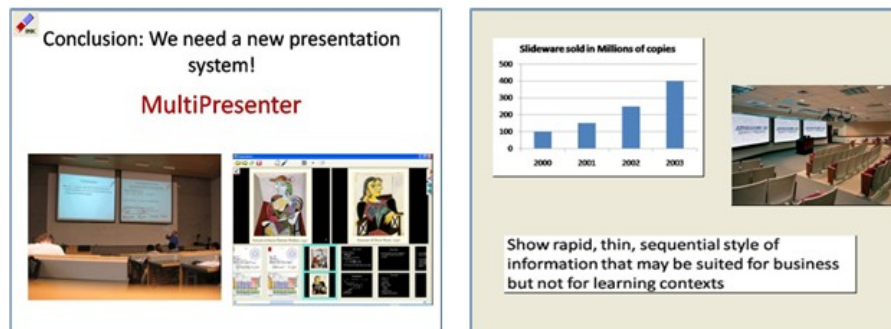 INK
Conclusion: We need a new presentation
system!
MultiPresenter
Slideware sold in Millions of copies
500
400
300
200
100
0
2000 2001 2002 2003
Show rapid, thin, sequential style of
information that may be suited for business
but not for learning contexts